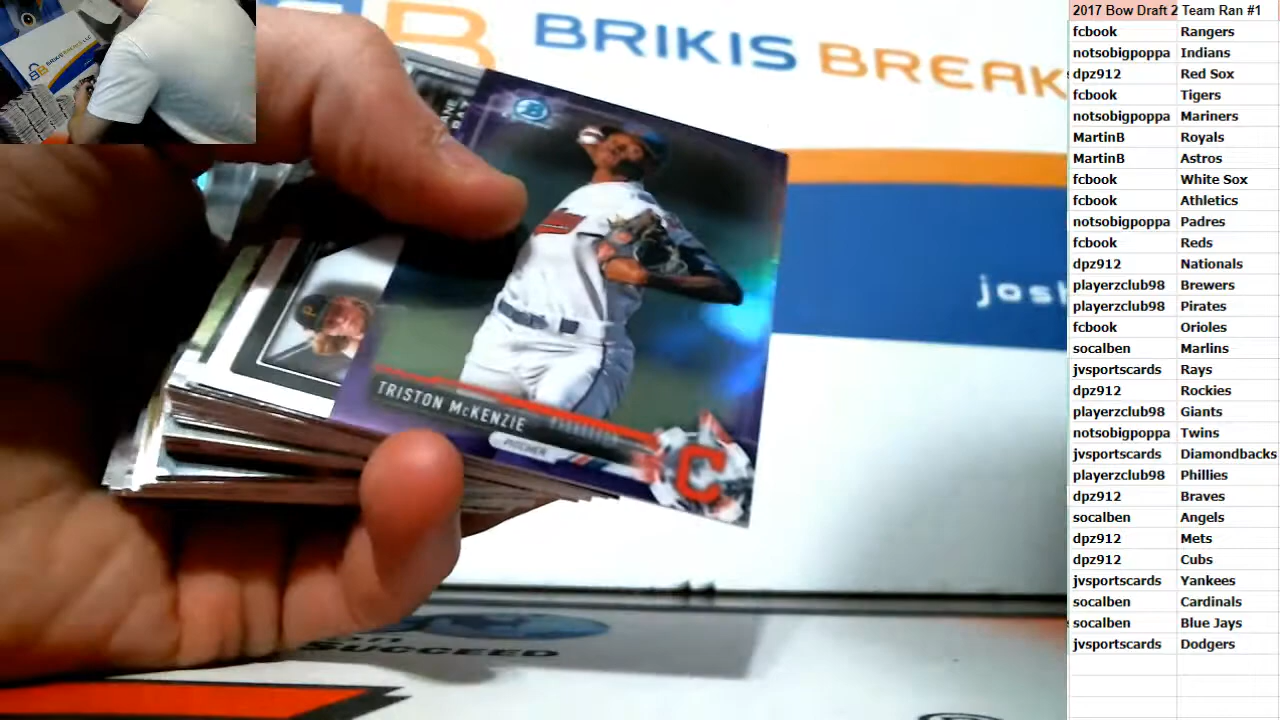 BRIKIS BREAK
TRISTON McKENZIE
PITCHER
C
P
B
josh
SUCCEED
2017 Bow Draft 2 Team Ran #1
fcbook Rangers
notsobigpoppa Indians
dpz912 Red Sox
fcbook Tigers
notsobigpoppa Mariners
MartinB Royals
MartinB Astros
fcbook White Sox
fcbook Athletics
notsobigpoppa Padres
fcbook Reds
dpz912 Nationals
playerzclub98 Brewers
playerzclub98 Pirates
fcbook Orioles
socalben Marlins
jvsportscards Rays
dpz912 Rockies
playerzclub98 Giants
notsobigpoppa Twins
jvsportscards Diamondbacks
playerzclub98 Phillies
dpz912 Braves
socalben Angels
dpz912 Mets
dpz912 Cubs
jvsportscards Yankees
socalben Cardinals
socalben Blue Jays
jvsportscards Dodgers